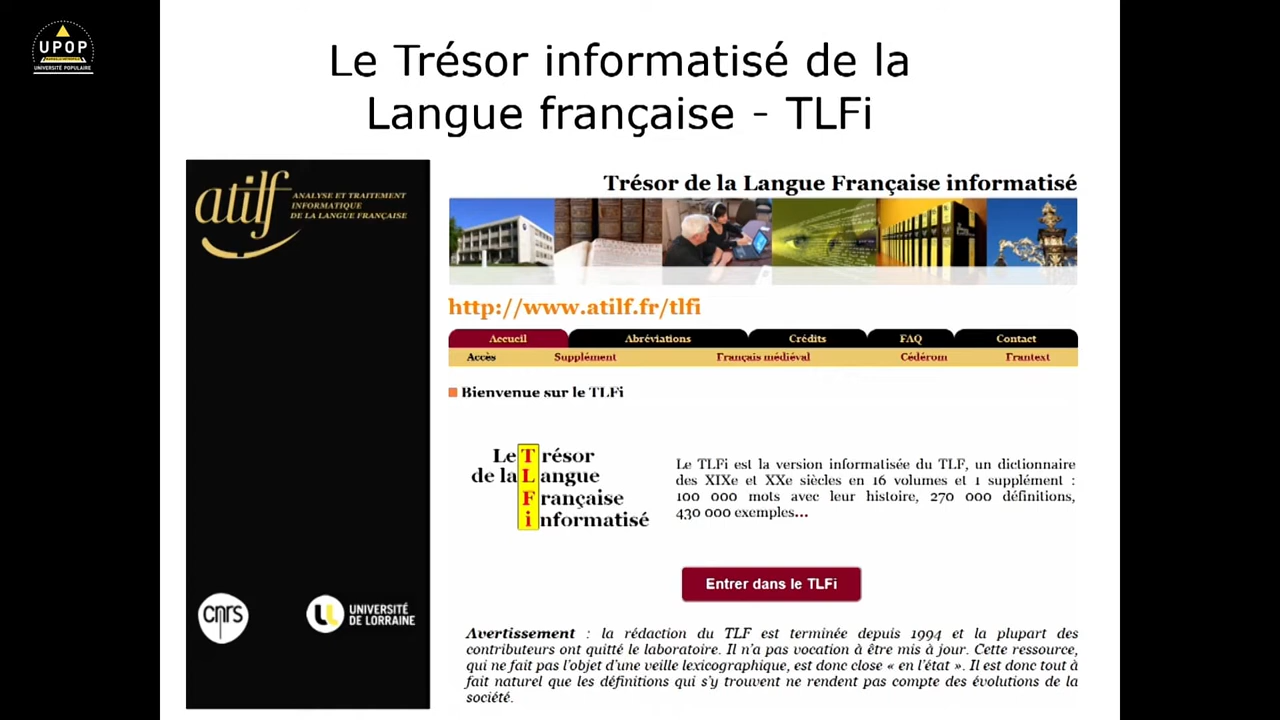 UPOP
UNIVERSITÉ POPULAIRE
Le Trésor informatisé de la
Langue française - TLFi
atilf
ANALYSE ET TRAITEMENT
INFORMATIQUE
DE LA LANGUE FRANÇAISE
Trésor de la Langue Française informatisé
http://www.atilf.fr/tlfi
Accueil Abréviations Crédits FAQ Contact
Accès Supplément Français médiéval Cédérom Frantext
Bienvenue sur le TLFi
Le Trésor
de la Langue
Française
informatisé
Le TLFi est la version informatisée du TLF, un dictionnaire
des XIXe et XXe siècles en 16 volumes et 1 supplément :
100 000 mots avec leur histoire, 270 000 définitions,
430 000 exemples...
Entrer dans le TLFi
cnrs
UNIVERSITÉ
DE LORRAINE
Avertissement : la rédaction du TLF est terminée depuis 1994 et la plupart des
contributeurs ont quitté le laboratoire. Il n'a pas vocation à être mis à jour. Cette ressource,
qui ne fait pas l'objet d'une veille lexicographique, est donc close « en l'état ». Il est donc tout à
fait naturel que les définitions qui s'y trouvent ne rendent pas compte des évolutions de la
société.